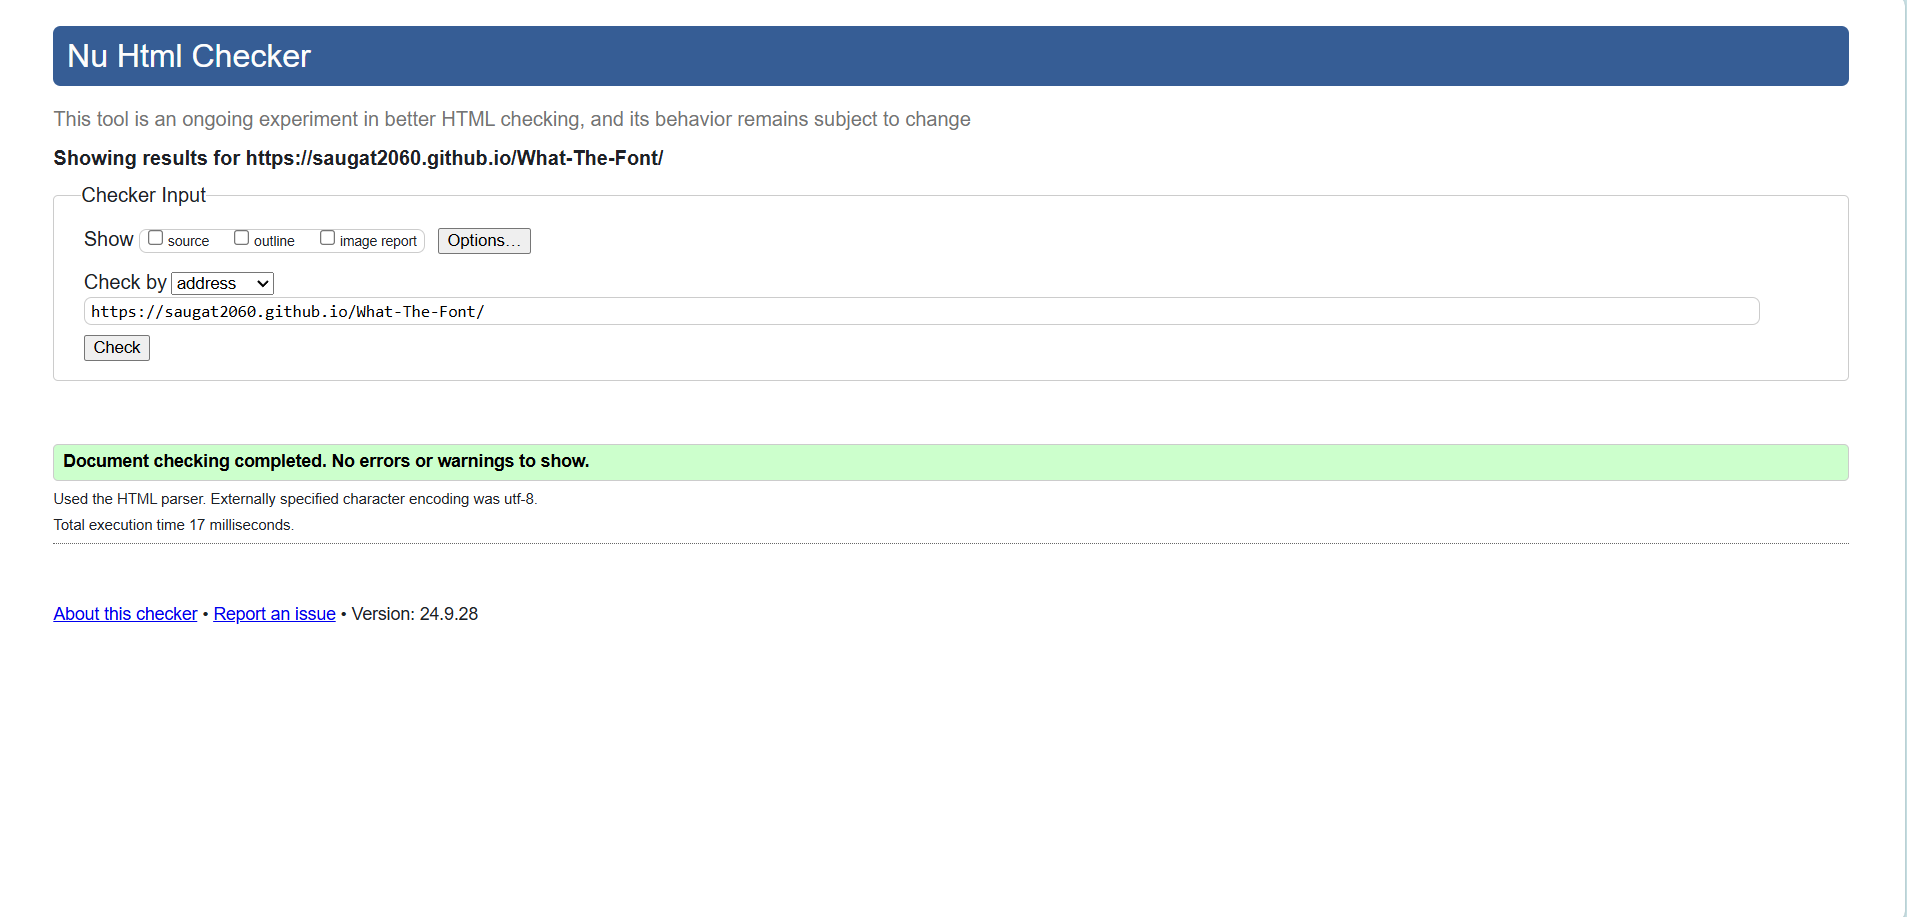 Nu Html Checker
This tool is an ongoing experiment in better HTML checking, and its behavior remains subject to change
Showing results for https://saugat2060.github.io/What-The-Font/
Checker Input
Show source outline image report Options...
Check by address
https://saugat2060.github.io/What-The-Font/
Check
Document checking completed. No errors or warnings to show.
Used the HTML parser. Externally specified character encoding was utf-8.
Total execution time 17 milliseconds.
About this checker • Report an issue • Version: 24.9.28